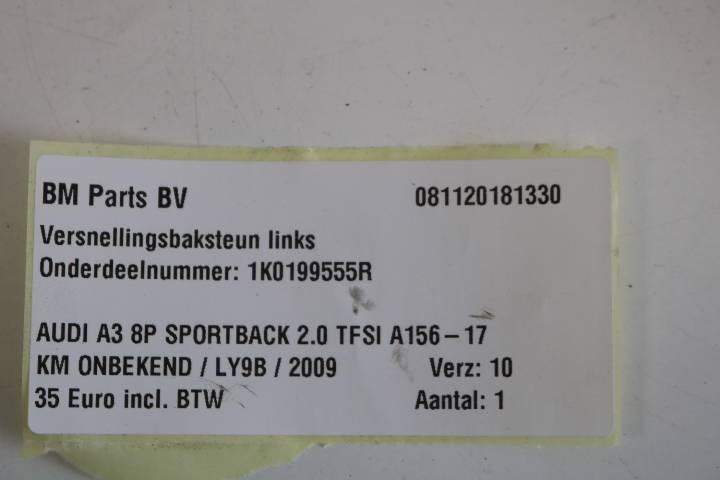 BM Parts BV 081120181330
Versnellingsbaksteun links
Onderdeelnummer: 1K0199555R
AUDI A3 8P SPORTBACK 2.0 TFSI A156-17
KM ONBEKEND / LY9B / 2009 Verz: 10
35 Euro incl. BTW Aantal: 1